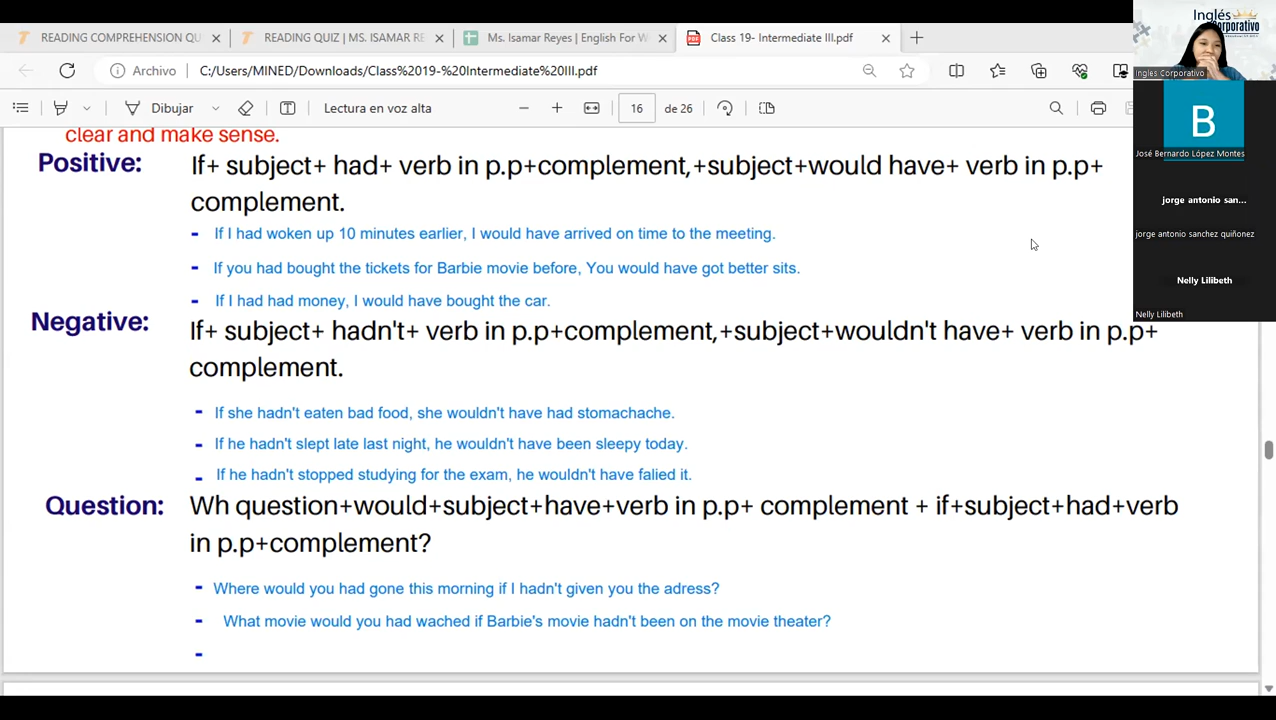 READING COMPREHENSION QU
READING QUIZ | MS. ISAMAR RE
Ms. Isamar Reyes | English For W
Class 19- Intermediate III.pdf
Archivo
C:/Users/MINED/Downloads/Class%2019-%20Intermediate%20III.pdf
Dibujar
Lectura en voz alta
16
de 26
Inglés
Corporativo
Ingles Corporativo
B
José Bernardo López Montes
jorge antonio san...
jorge antonio sanchez quiñonez
Nelly Lilibeth
Nelly Lilibeth
clear and make sense.
Positive:
If+ subject+ had+ verb in p.p+complement,+subject+would have+ verb in p.p+
complement.
- If I had woken up 10 minutes earlier, I would have arrived on time to the meeting.
- If you had bought the tickets for Barbie movie before, You would have got better sits.
- If I had had money, I would have bought the car.
Negative:
If+ subject+ hadn't+ verb in p.p+complement,+subject+wouldn't have+ verb in p.p+
complement.
- If she hadn't eaten bad food, she wouldn't have had stomachache.
- If he hadn't slept late last night, he wouldn't have been sleepy today.
- If he hadn't stopped studying for the exam, he wouldn't have falied it.
Question:
Wh question+would+subject+have+verb in p.p+ complement + if+subject+had+verb
in p.p+complement?
- Where would you had gone this morning if I hadn't given you the adress?
- What movie would you had wached if Barbie's movie hadn't been on the movie theater?
-